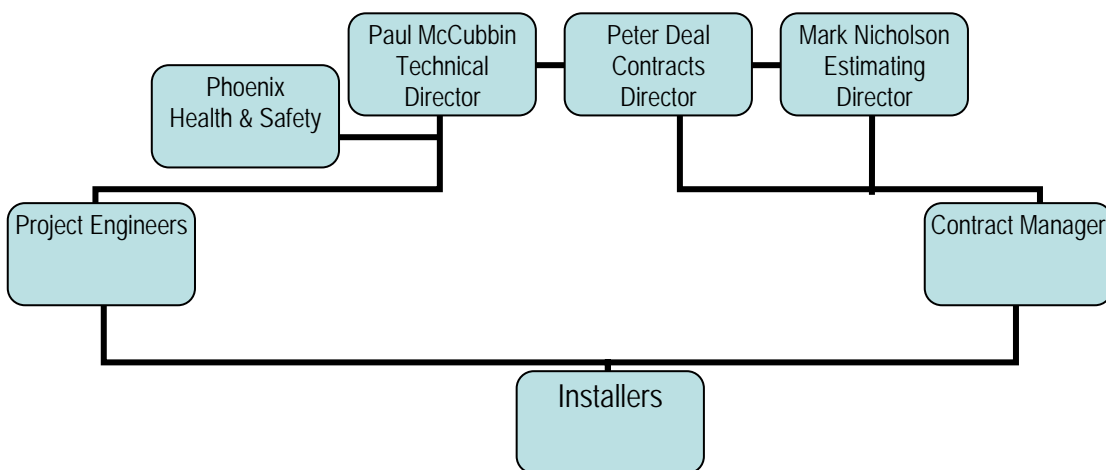 Paul McCubbin
Technical
Director
Peter Deal
Contracts
Director
Mark Nicholson
Estimating
Director
Phoenix
Health & Safety
Project Engineers
Contract Manager
Installers